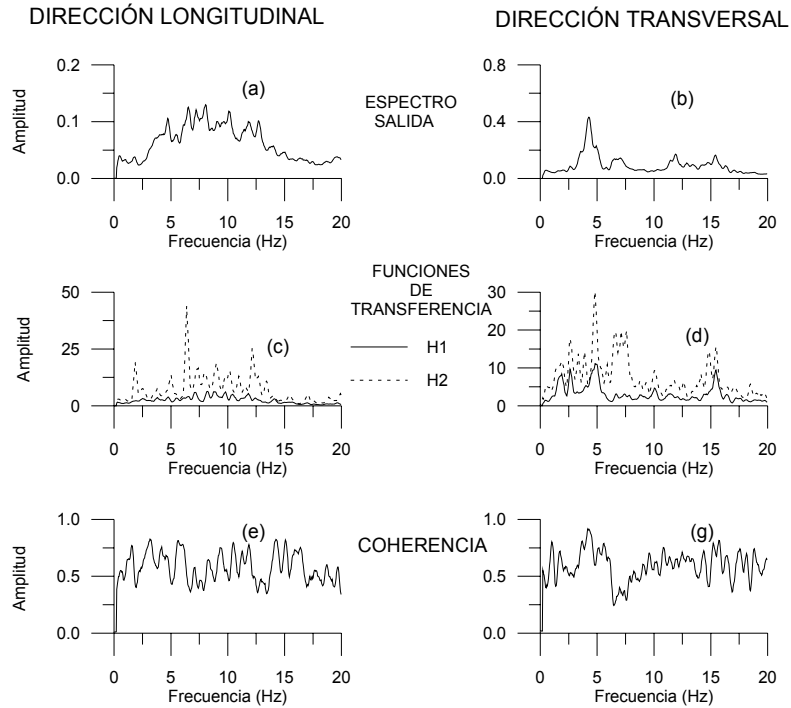 DIRECCIÓN LONGITUDINAL
DIRECCIÓN TRANSVERSAL
Amplitud
0.2
0.1
0.0
(a)
0 5 10 15 20
Frecuencia (Hz)
ESPECTRO
SALIDA
0.8
0.4
0.0
(b)
0 5 10 15 20
Frecuencia (Hz)
Amplitud
50
25
0
(c)
0 5 10 15 20
Frecuencia (Hz)
FUNCIONES
DE
TRANSFERENCIA
H1
H2
30
20
10
0
(d)
0 5 10 15 20
Frecuencia (Hz)
Amplitud
1.0
0.5
0.0
(e)
0 5 10 15 20
Frecuencia (Hz)
COHERENCIA
1.0
0.5
0.0
(g)
0 5 10 15 20
Frecuencia (Hz)